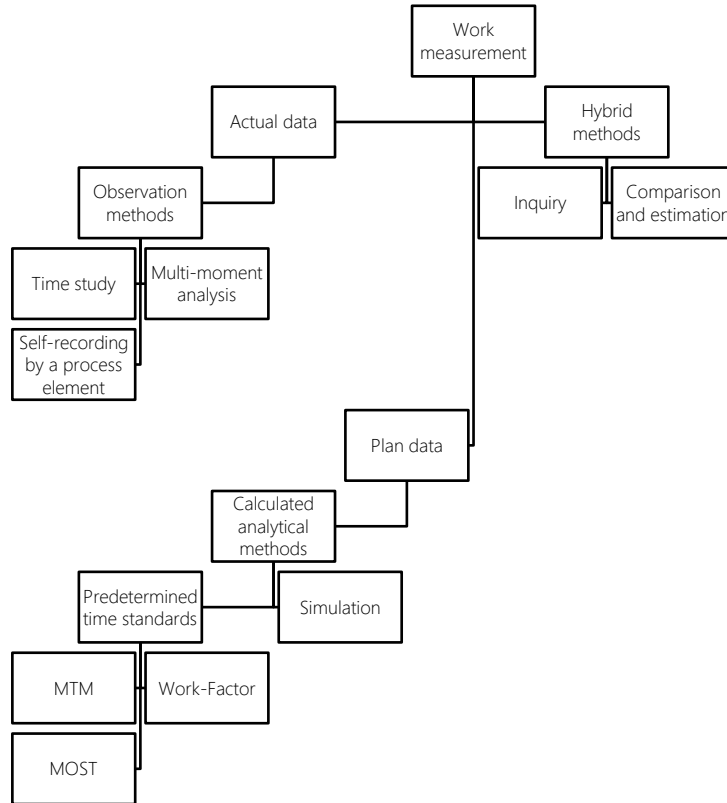 Work
measurement
Actual data
Hybrid
methods
Observation
methods
Inquiry
Comparison
and estimation
Time study
Multi-moment
analysis
Self-recording
by a process
element
Plan data
Calculated
analytical
methods
Predetermined
time standards
Simulation
MTM
Work-Factor
MOST